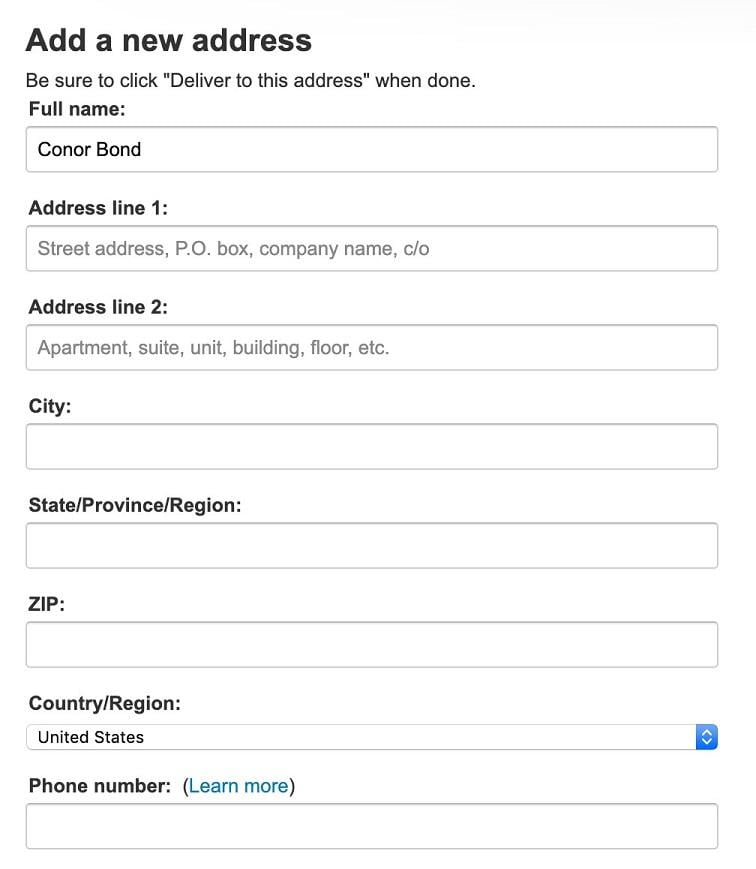 Add a new address
Be sure to click "Deliver to this address" when done.
Full name:
Conor Bond
Address line 1:
Street address, P.O. box, company name, c/o
Address line 2:
Apartment, suite, unit, building, floor, etc.
City:
State/Province/Region:
ZIP:
Country/Region:
United States
Phone number: (Learn more)